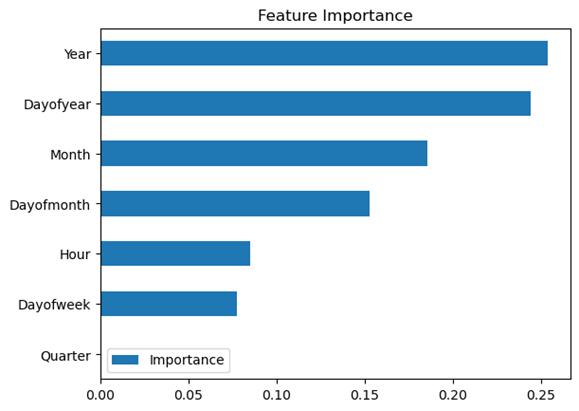 Feature Importance
Year
Dayofyear
Month
Dayofmonth
Hour
Dayofweek
Quarter
Importance
0.00 0.05 0.10 0.15 0.20 0.25